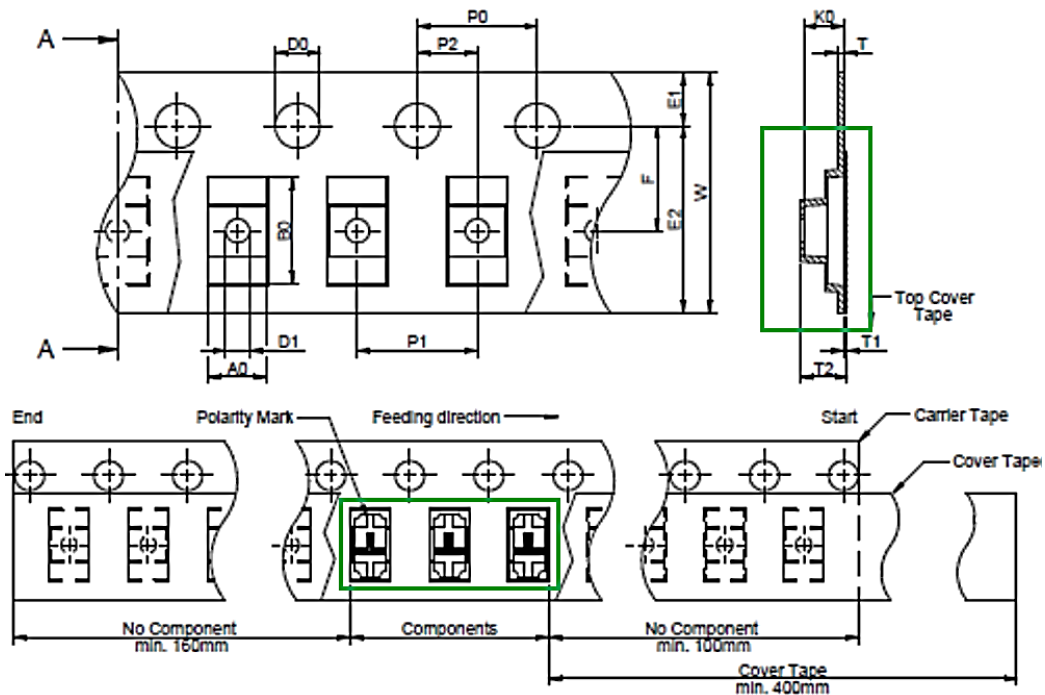 P0
K0
A
D0
P2
T
E1
F
W
B0
E2
Top Cover
Tape
A
D1
P1
T1
A0
T2
End
Polarity Mark
Feeding direction
Start
Carrier Tape
Cover Taped
No Component
min. 160mm
Components
No Component
min. 100mm
Cover Tape
min. 400mm